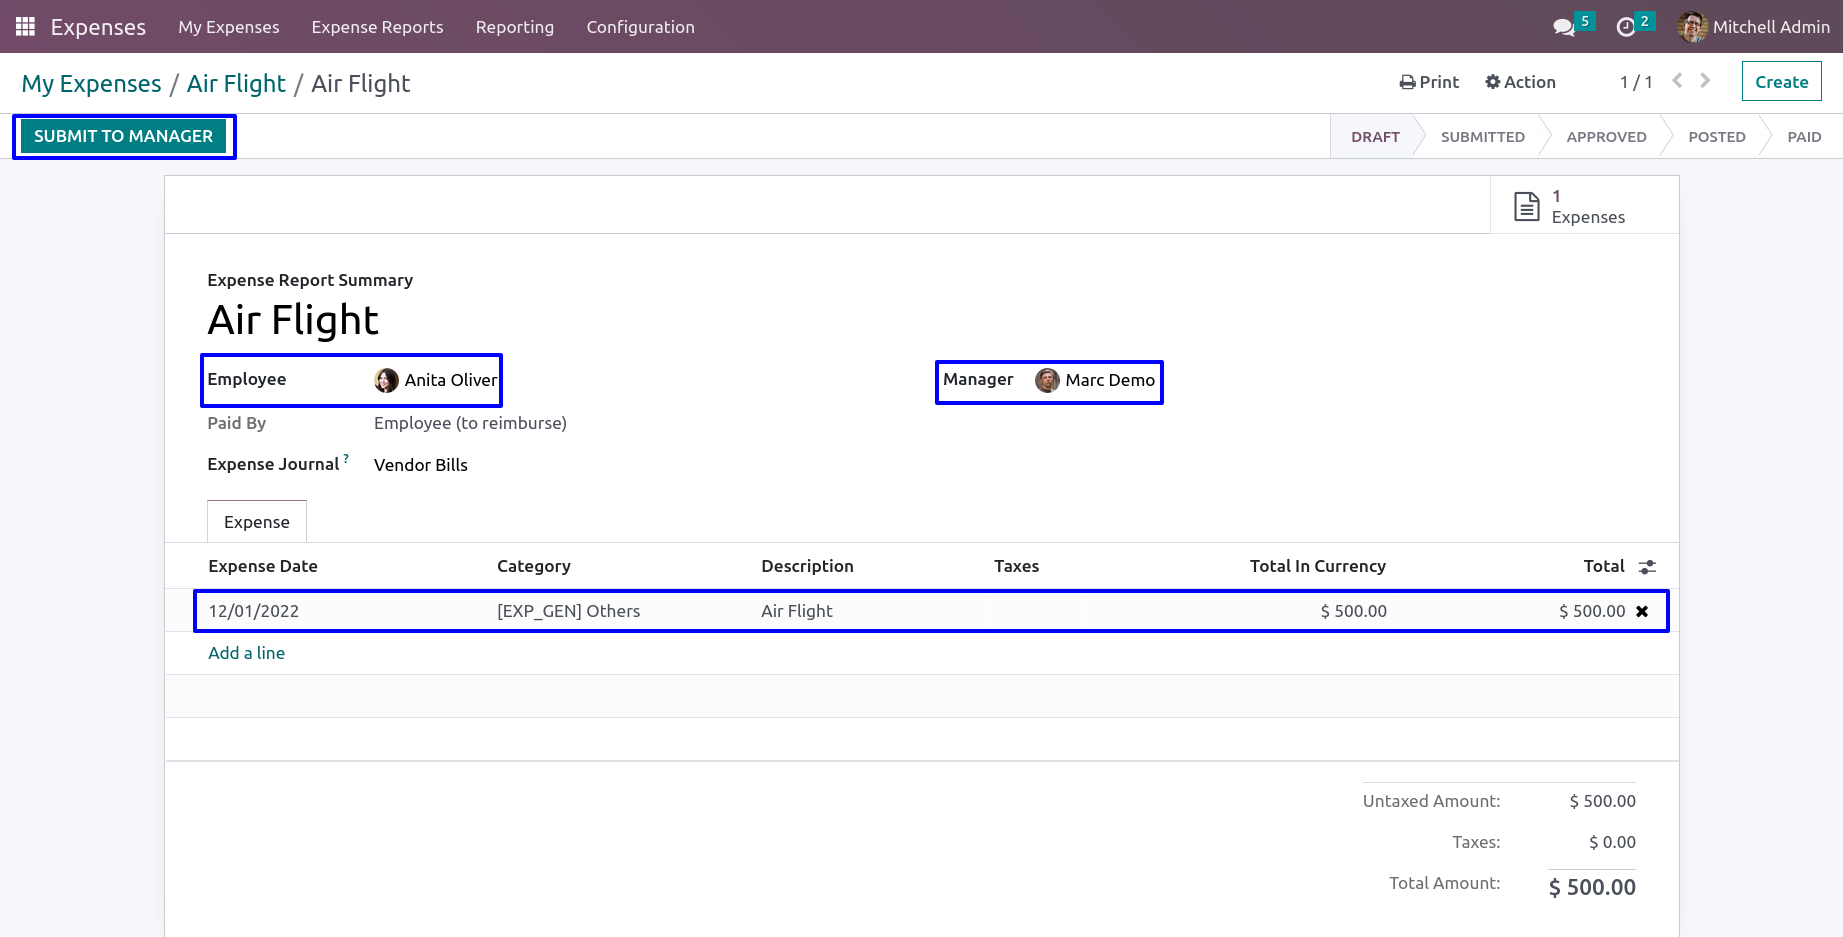 Expenses My Expenses Expense Reports Reporting Configuration 5 2 Mitchell Admin
My Expenses / Air Flight / Air Flight Print Action 1 / 1 Create
SUBMIT TO MANAGER DRAFT SUBMITTED APPROVED POSTED PAID
1
Expenses
Expense Report Summary
Air Flight
Employee Anita Oliver Manager Marc Demo
Paid By Employee (to reimburse)
Expense Journal ? Vendor Bills
Expense
Expense Date Category Description Taxes Total In Currency Total
12/01/2022 [EXP_GEN] Others Air Flight $ 500.00 $ 500.00
Add a line
Untaxed Amount: $ 500.00
Taxes: $ 0.00
Total Amount: $ 500.00